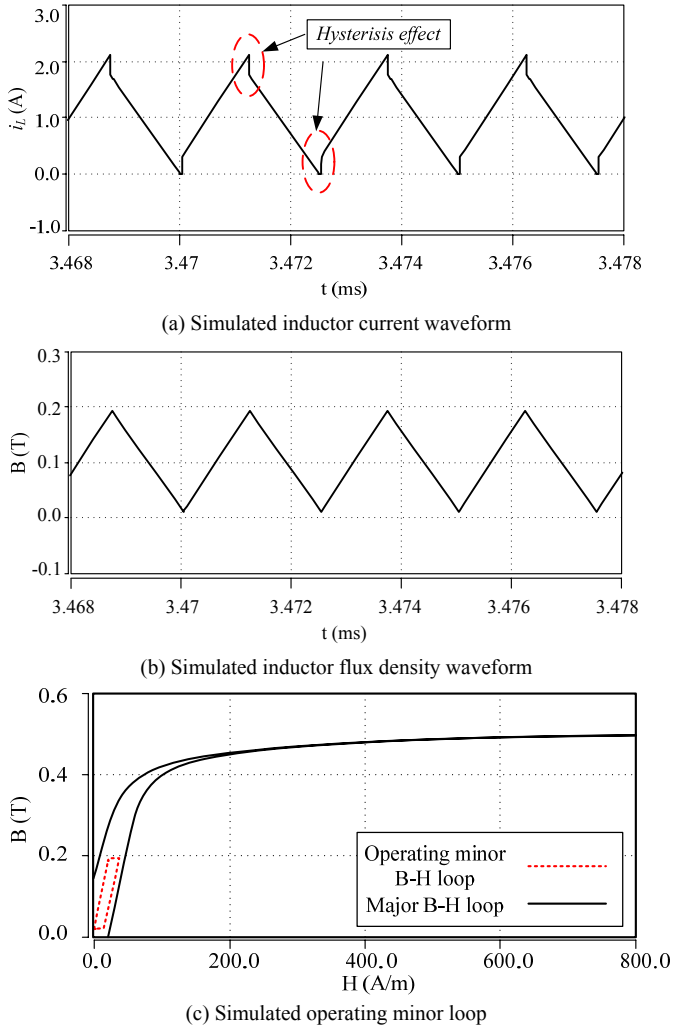 3.0
Hysterisis effect
2.0
1.0
0.0
-1.0
i_L (A)
3.468 3.47 3.472 3.474 3.476 3.478
t (ms)
(a) Simulated inductor current waveform
0.3
0.2
0.1
0.0
-0.1
B (T)
3.468 3.47 3.472 3.474 3.476 3.478
t (ms)
(b) Simulated inductor flux density waveform
0.6
0.4
0.2
0.0
B (T)
Operating minor
B-H loop
Major B-H loop
0.0 200.0 400.0 600.0 800.0
H (A/m)
(c) Simulated operating minor loop